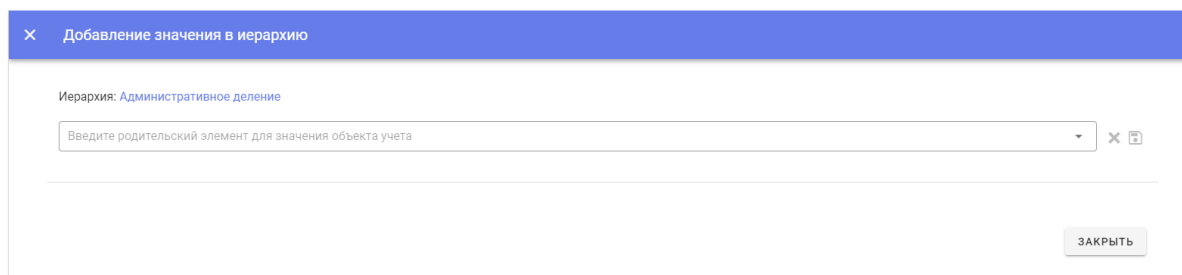 Добавление значения в иерархию
Иерархия: Административное деление
Введите родительский элемент для значения объекта учета
ЗАКРЫТЬ